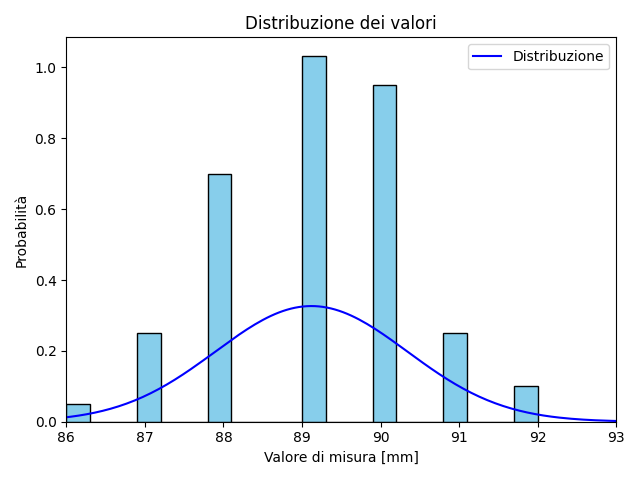 Distribuzione dei valori
Distribuzione
Probabilità
1.0
0.8
0.6
0.4
0.2
0.0
86 87 88 89 90 91 92 93
Valore di misura [mm]